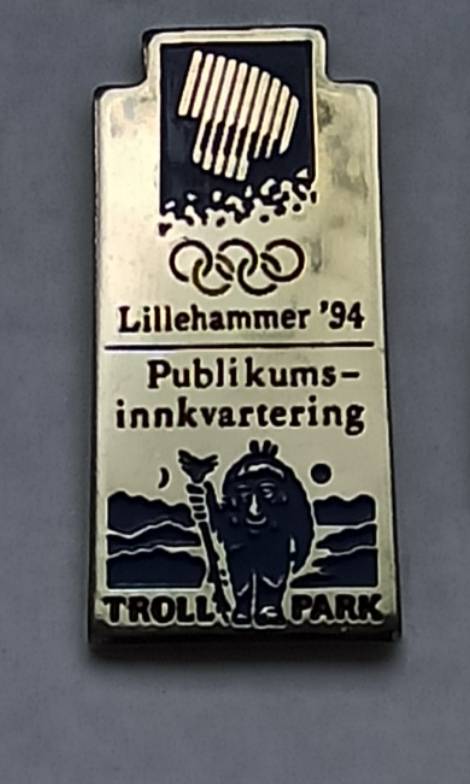 Lillehammer '94
Publikums-
innkvartering
TROLL PARK